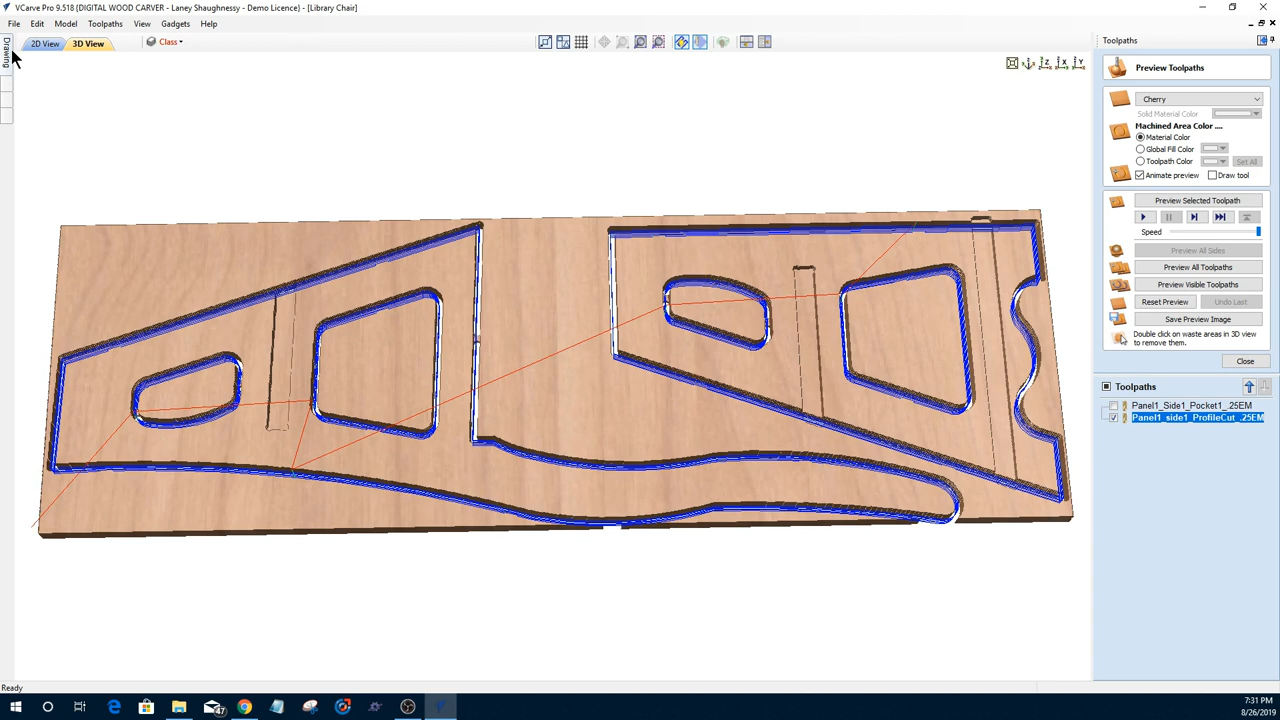 VCarve Pro 9.518 {DIGITAL WOOD CARVER - Laney Shaughnessy - Demo Licence} - [Library Chair]
File Edit Model Toolpaths View Gadgets Help
Drawing
2D View 3D View Class
Z X Y
Toolpaths
Preview Toolpaths
Cherry
Solid Material Color
Machined Area Color ....
Material Color
Global Fill Color
Toolpath Color Set All
Animate preview Draw tool
Preview Selected Toolpath
Speed
Preview All Sides
Preview All Toolpaths
Preview Visible Toolpaths
Reset Preview Undo Last
Save Preview Image
Double click on waste areas in 3D view
to remove them.
Close
Toolpaths
Panel1_Side1_Pocket1_.25EM
Panel1_side1_ProfileCut_.25EM
Ready
47
7:31 PM
8/26/2019